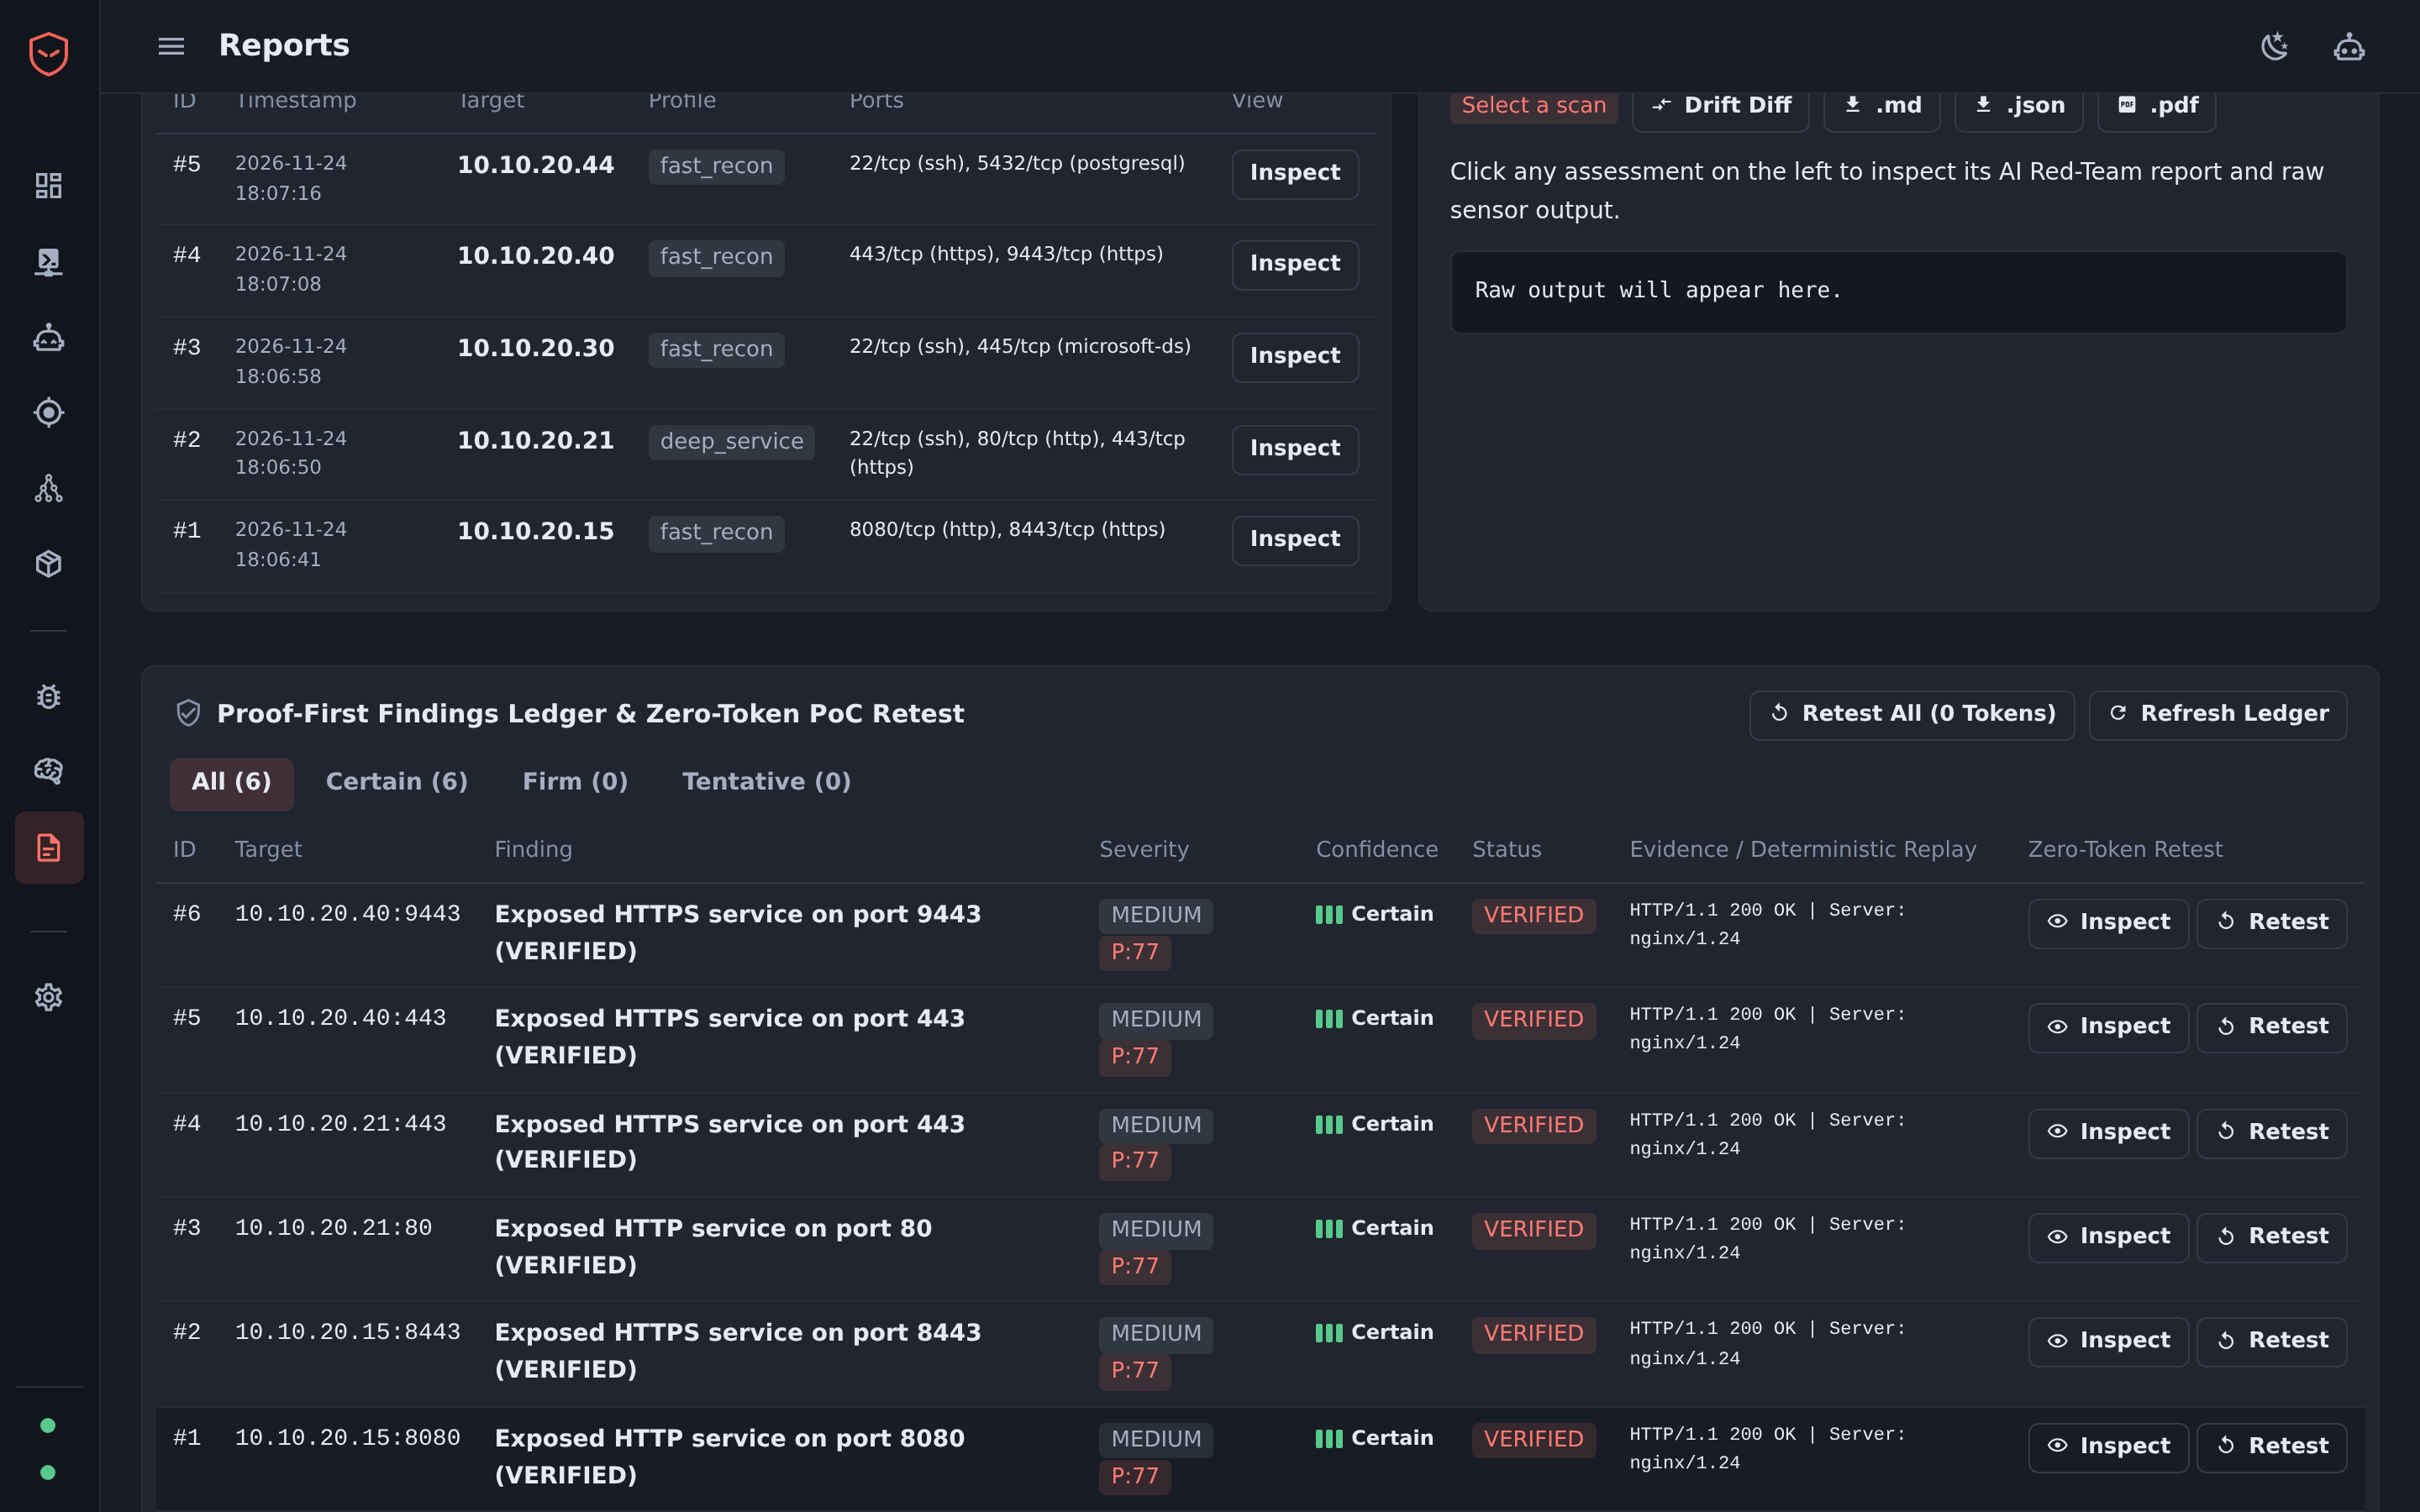 Reports
ID Timestamp Target Profile Ports View
#5 2026-11-24 10.10.20.44 fast_recon 22/tcp (ssh), 5432/tcp (postgresql) Inspect
18:07:16
#4 2026-11-24 10.10.20.40 fast_recon 443/tcp (https), 9443/tcp (https) Inspect
18:07:08
#3 2026-11-24 10.10.20.30 fast_recon 22/tcp (ssh), 445/tcp (microsoft-ds) Inspect
18:06:58
#2 2026-11-24 10.10.20.21 deep_service 22/tcp (ssh), 80/tcp (http), 443/tcp Inspect
18:06:50 (https)
#1 2026-11-24 10.10.20.15 fast_recon 8080/tcp (http), 8443/tcp (https) Inspect
18:06:41
Select a scan Drift Diff .md .json PDF .pdf
Click any assessment on the left to inspect its AI Red-Team report and raw
sensor output.
Raw output will appear here.
Proof-First Findings Ledger & Zero-Token PoC Retest Retest All (0 Tokens) Refresh Ledger
All (6) Certain (6) Firm (0) Tentative (0)
ID Target Finding Severity Confidence Status Evidence / Deterministic Replay Zero-Token Retest
#6 10.10.20.40:9443 Exposed HTTPS service on port 9443 MEDIUM Certain VERIFIED HTTP/1.1 200 OK | Server: Inspect Retest
(VERIFIED) P:77 nginx/1.24
#5 10.10.20.40:443 Exposed HTTPS service on port 443 MEDIUM Certain VERIFIED HTTP/1.1 200 OK | Server: Inspect Retest
(VERIFIED) P:77 nginx/1.24
#4 10.10.20.21:443 Exposed HTTPS service on port 443 MEDIUM Certain VERIFIED HTTP/1.1 200 OK | Server: Inspect Retest
(VERIFIED) P:77 nginx/1.24
#3 10.10.20.21:80 Exposed HTTP service on port 80 MEDIUM Certain VERIFIED HTTP/1.1 200 OK | Server: Inspect Retest
(VERIFIED) P:77 nginx/1.24
#2 10.10.20.15:8443 Exposed HTTPS service on port 8443 MEDIUM Certain VERIFIED HTTP/1.1 200 OK | Server: Inspect Retest
(VERIFIED) P:77 nginx/1.24
#1 10.10.20.15:8080 Exposed HTTP service on port 8080 MEDIUM Certain VERIFIED HTTP/1.1 200 OK | Server: Inspect Retest
(VERIFIED) P:77 nginx/1.24